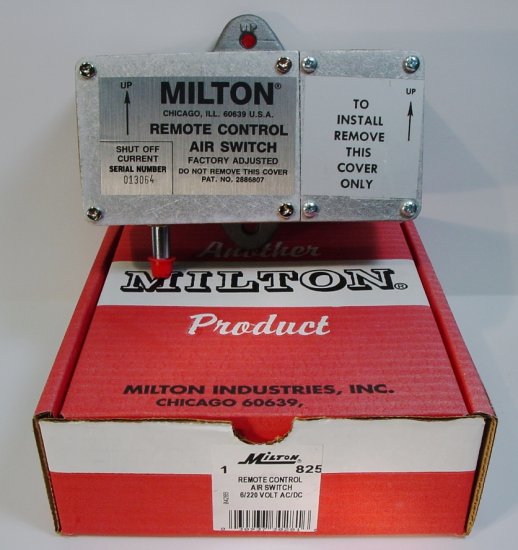 UP
UP
MILTON®
CHICAGO, ILL. 60639 U.S.A.
REMOTE CONTROL
AIR SWITCH
FACTORY ADJUSTED
DO NOT REMOVE THIS COVER
PAT. NO. 2886807
SHUT OFF
CURRENT
SERIAL NUMBER
013064
UP
TO
INSTALL
REMOVE
THIS
COVER
ONLY
Another
MILTON®
Product
MILTON INDUSTRIES, INC.
CHICAGO 60639,
Milton®
1 825
REMOTE CONTROL
AIR SWITCH
6/220 VOLT AC/DC